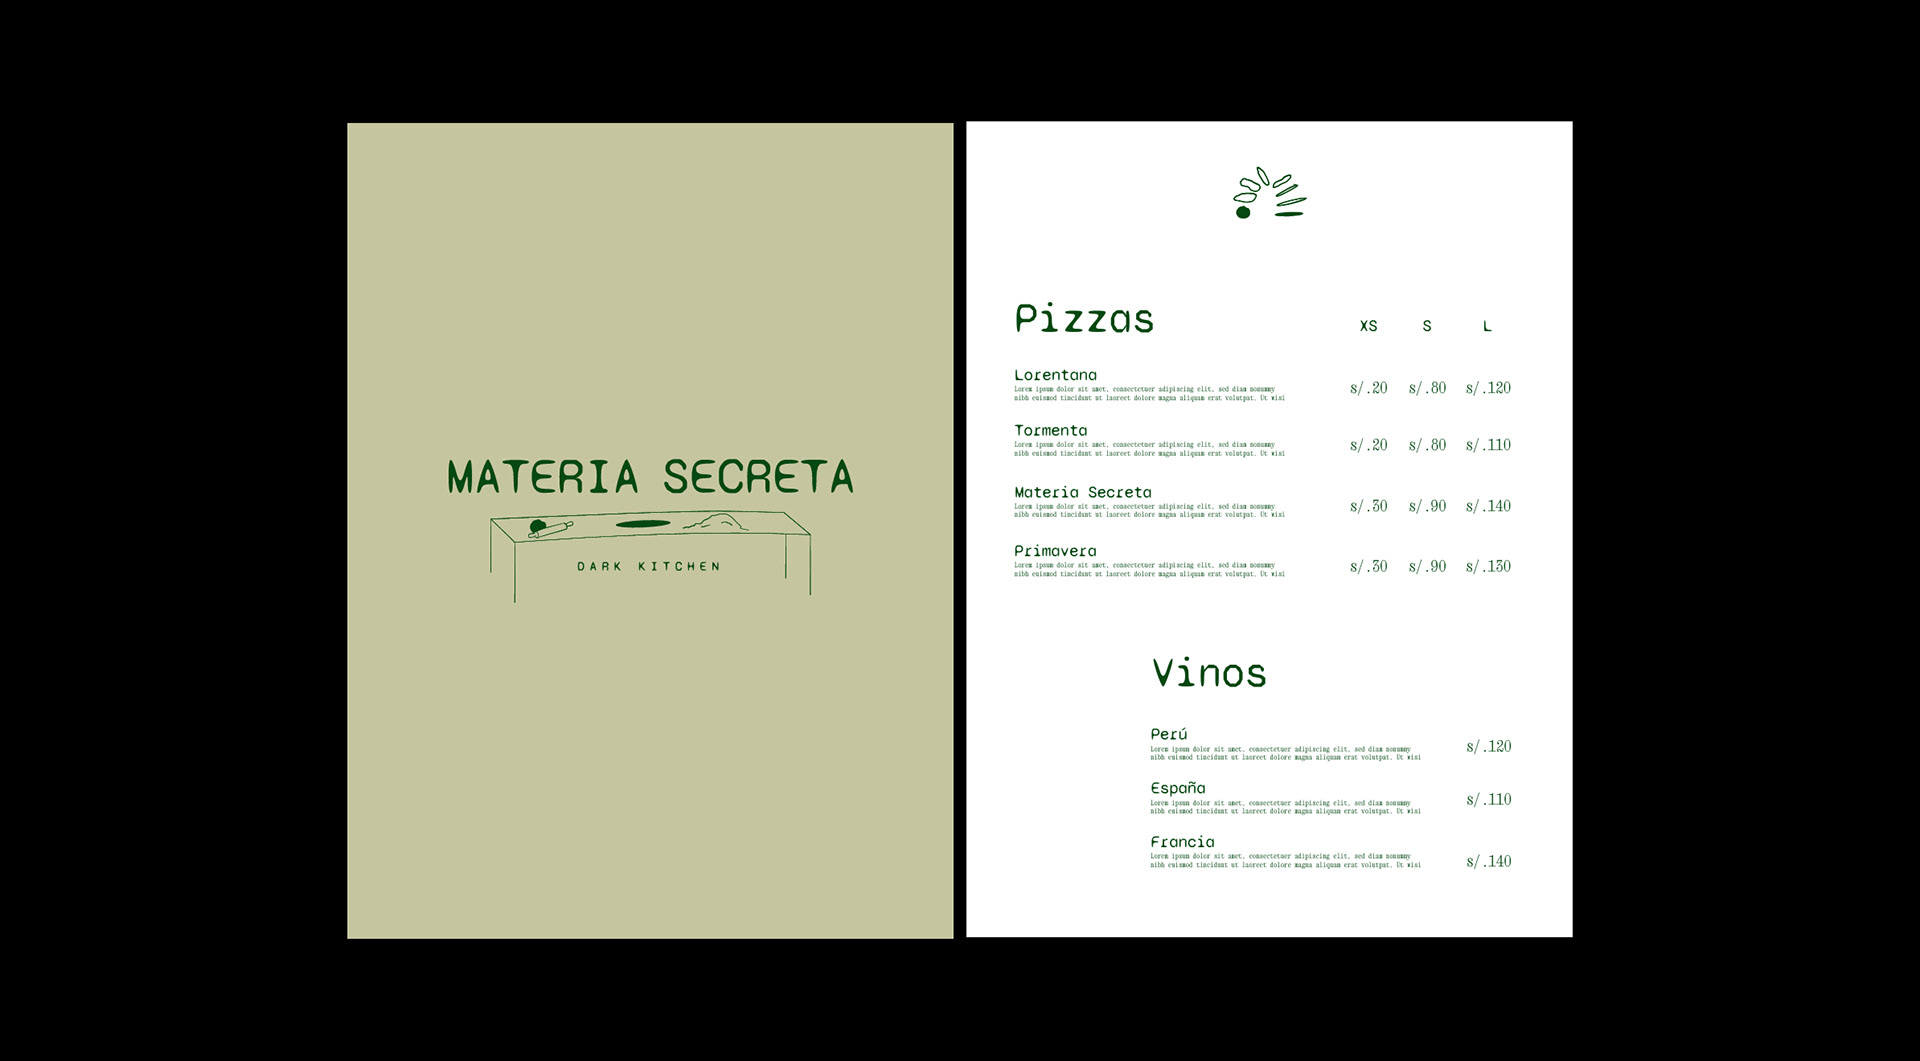 MATERIA SECRETA
DARK KITCHEN
Pizzas XS S L
Lorentana
Lorem ipsum dolor sit amet, consectetuer adipiscing elit, sed diam nonummy
nibh euismod tincidunt ut laoreet dolore magna aliquam erat volutpat. Ut wisi
s/.20 s/.80 s/.120
Tormenta
Lorem ipsum dolor sit amet, consectetuer adipiscing elit, sed diam nonummy
nibh euismod tincidunt ut laoreet dolore magna aliquam erat volutpat. Ut wisi
s/.20 s/.80 s/.110
Materia Secreta
Lorem ipsum dolor sit amet, consectetuer adipiscing elit, sed diam nonummy
nibh euismod tincidunt ut laoreet dolore magna aliquam erat volutpat. Ut wisi
s/.30 s/.90 s/.140
Primavera
Lorem ipsum dolor sit amet, consectetuer adipiscing elit, sed diam nonummy
nibh euismod tincidunt ut laoreet dolore magna aliquam erat volutpat. Ut wisi
s/.30 s/.90 s/.130
Vinos
Perú
Lorem ipsum dolor sit amet, consectetuer adipiscing elit, sed diam nonummy
nibh euismod tincidunt ut laoreet dolore magna aliquam erat volutpat. Ut wisi
s/.120
España
Lorem ipsum dolor sit amet, consectetuer adipiscing elit, sed diam nonummy
nibh euismod tincidunt ut laoreet dolore magna aliquam erat volutpat. Ut wisi
s/.110
Francia
Lorem ipsum dolor sit amet, consectetuer adipiscing elit, sed diam nonummy
nibh euismod tincidunt ut laoreet dolore magna aliquam erat volutpat. Ut wisi
s/.140